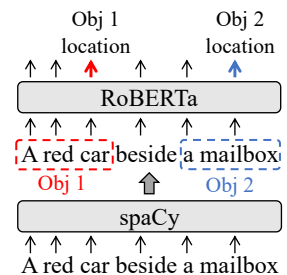 Obj 1 Obj 2
location location
RoBERTa
A red car beside a mailbox
Obj 1 Obj 2
spaCy
A red car beside a mailbox